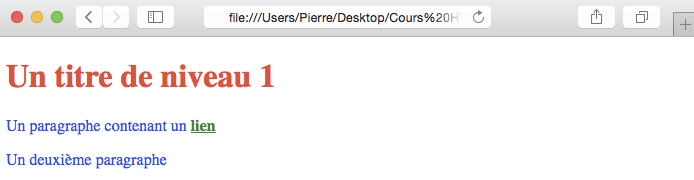 file:///Users/Pierre/Desktop/Cours%20H
Un titre de niveau 1
Un paragraphe contenant un lien
Un deuxième paragraphe